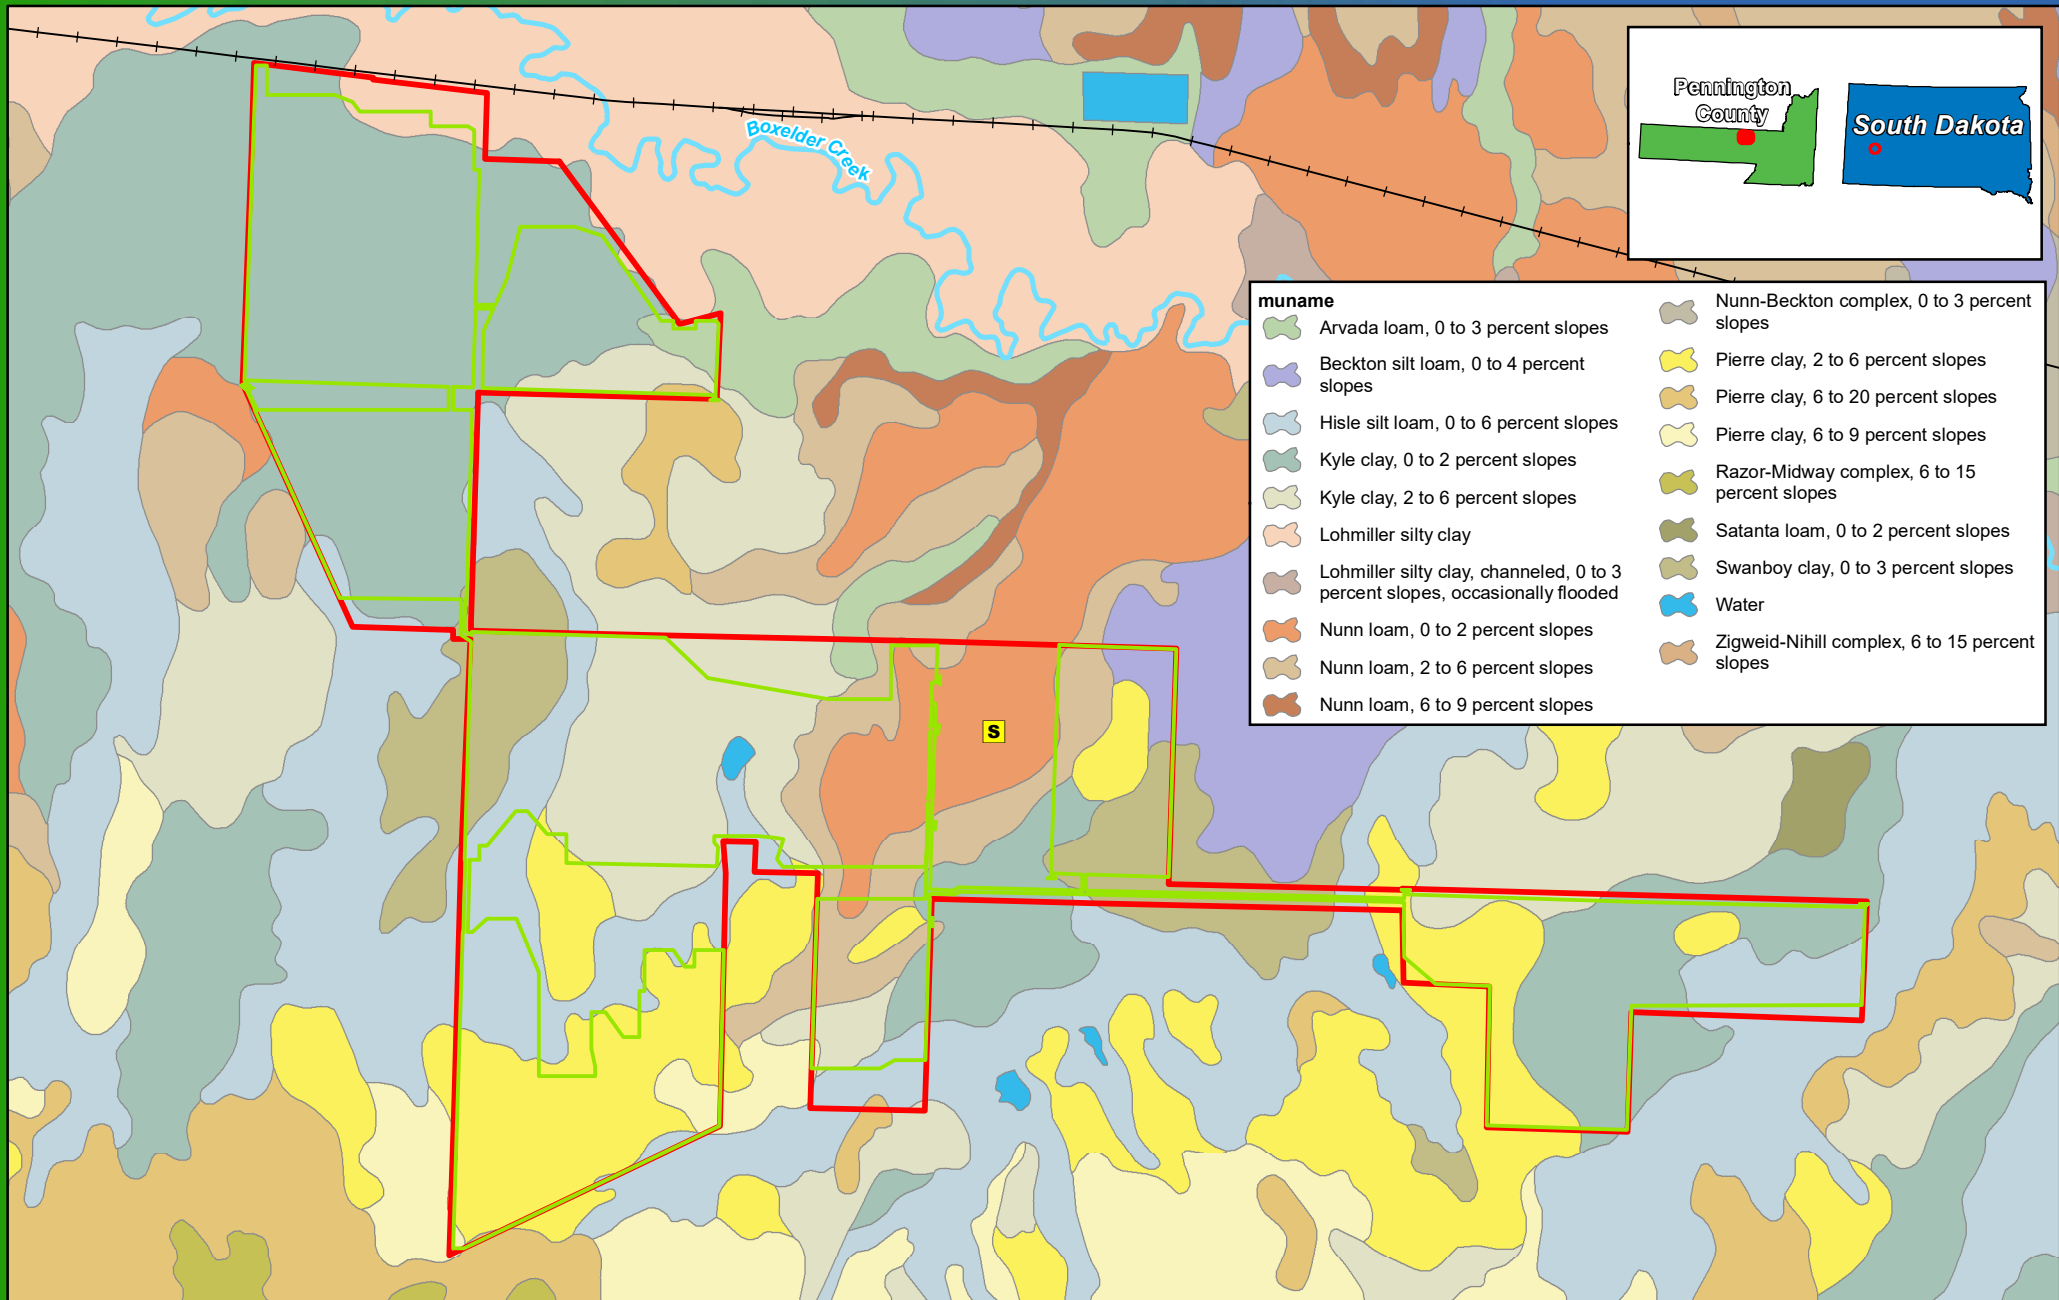 Boxelder Creek
Pennington
County
South Dakota
muname
Arvada loam, 0 to 3 percent slopes
Beckton silt loam, 0 to 4 percent
slopes
Hisle silt loam, 0 to 6 percent slopes
Kyle clay, 0 to 2 percent slopes
Kyle clay, 2 to 6 percent slopes
Lohmiller silty clay
Lohmiller silty clay, channeled, 0 to 3
percent slopes, occasionally flooded
Nunn loam, 0 to 2 percent slopes
Nunn loam, 2 to 6 percent slopes
Nunn loam, 6 to 9 percent slopes
Nunn-Beckton complex, 0 to 3 percent
slopes
Pierre clay, 2 to 6 percent slopes
Pierre clay, 6 to 20 percent slopes
Pierre clay, 6 to 9 percent slopes
Razor-Midway complex, 6 to 15
percent slopes
Satanta loam, 0 to 2 percent slopes
Swanboy clay, 0 to 3 percent slopes
Water
Zigweid-Nihill complex, 6 to 15 percent
slopes
S